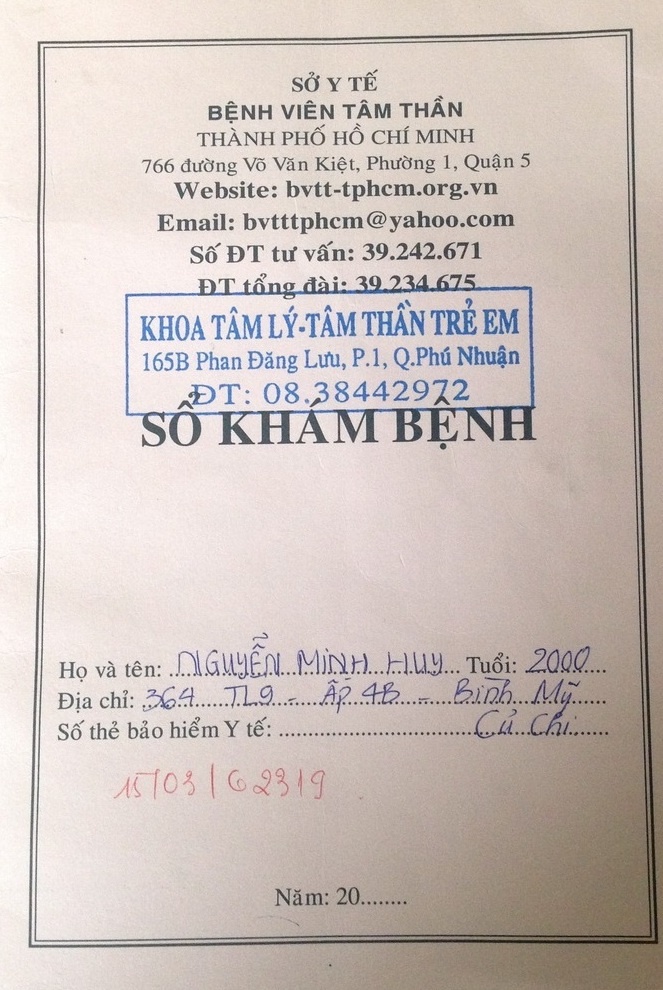 SỞ Y TẾ
BỆNH VIÊN TÂM THẦN
THÀNH PHỐ HỒ CHÍ MINH
766 đường Võ Văn Kiệt, Phường 1, Quận 5
Website: bvtt-tphcm.org.vn
Email: bvtttphcm@yahoo.com
Số ĐT tư vấn: 39.242.671
ĐT tổng đài: 39.234.675
KHOA TÂM LÝ-TÂM THẦN TRẺ EM
165B Phan Đăng Lưu, P.1, Q.Phú Nhuận
ĐT: 08.38442972
SỔ KHÁM BỆNH
Họ và tên: NGUYỄN MINH HUY Tuổi: 2000
Địa chỉ: 364 TL9 - Ấp 4B - Bình Mỹ
Số thẻ bảo hiểm Y tế: Củ Chi
15/03/G2319
Năm: 20........